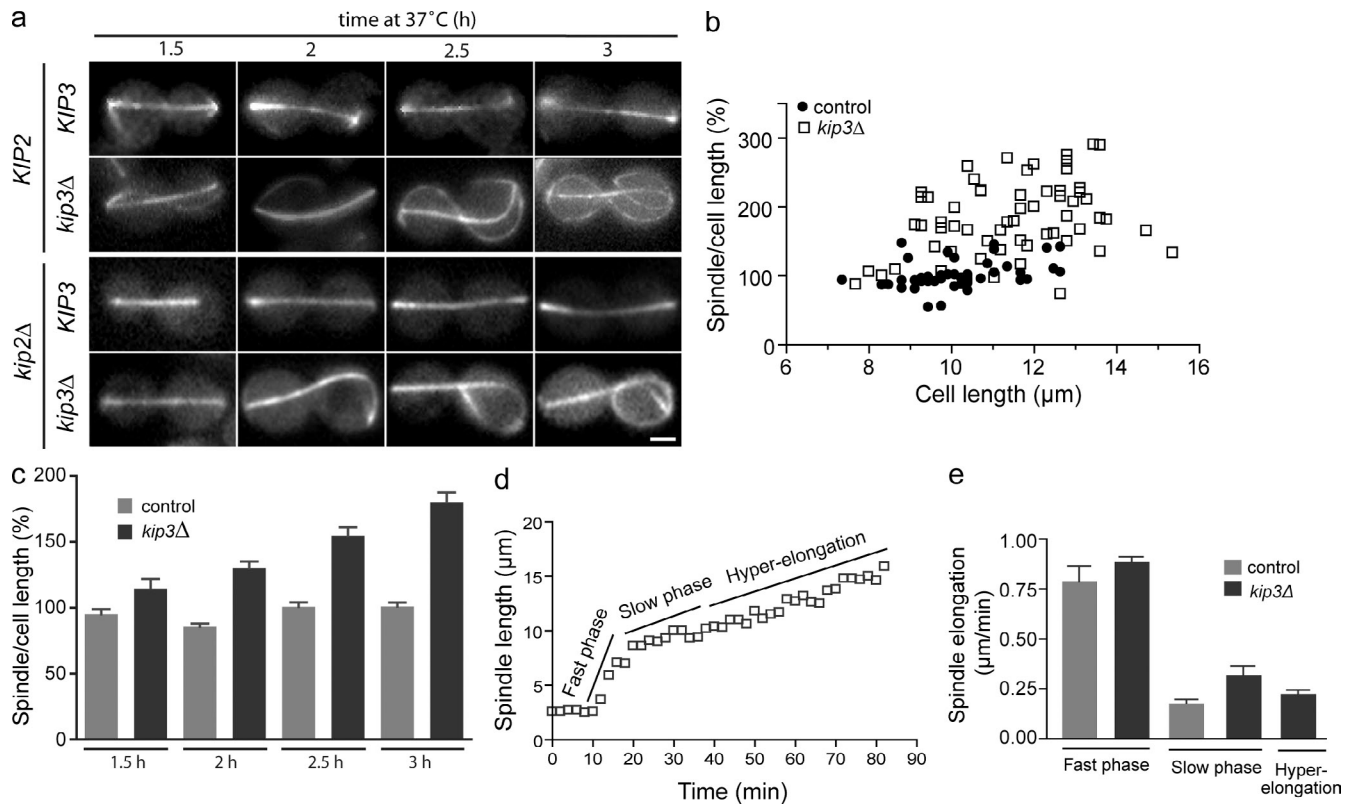 a
time at 37˚C (h)
1.5 2 2.5 3
KIP2
KIP3
kip3Δ
kip2Δ
KIP3
kip3Δ
b
Spindle/cell length (%)
control
kip3Δ
300
200
100
0
6 8 10 12 14 16
Cell length (µm)
c
Spindle/cell length (%)
200
150
100
50
0
control
kip3Δ
1.5 h 2 h 2.5 h 3 h
d
Spindle length (µm)
20
15
10
5
0
Fast phase
Slow phase
Hyper-elongation
0 10 20 30 40 50 60 70 80 90
Time (min)
e
Spindle elongation
(µm/min)
1.00
0.75
0.50
0.25
0.00
control
kip3Δ
Fast phase Slow phase Hyper-
elongation